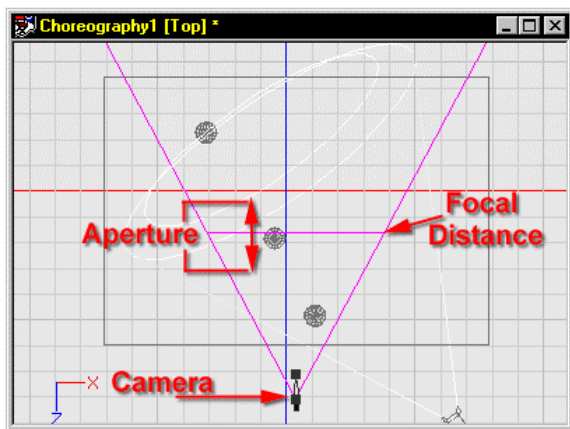 Choreography1 [Top] *
Focal
Distance
Aperture
Camera
X
Z